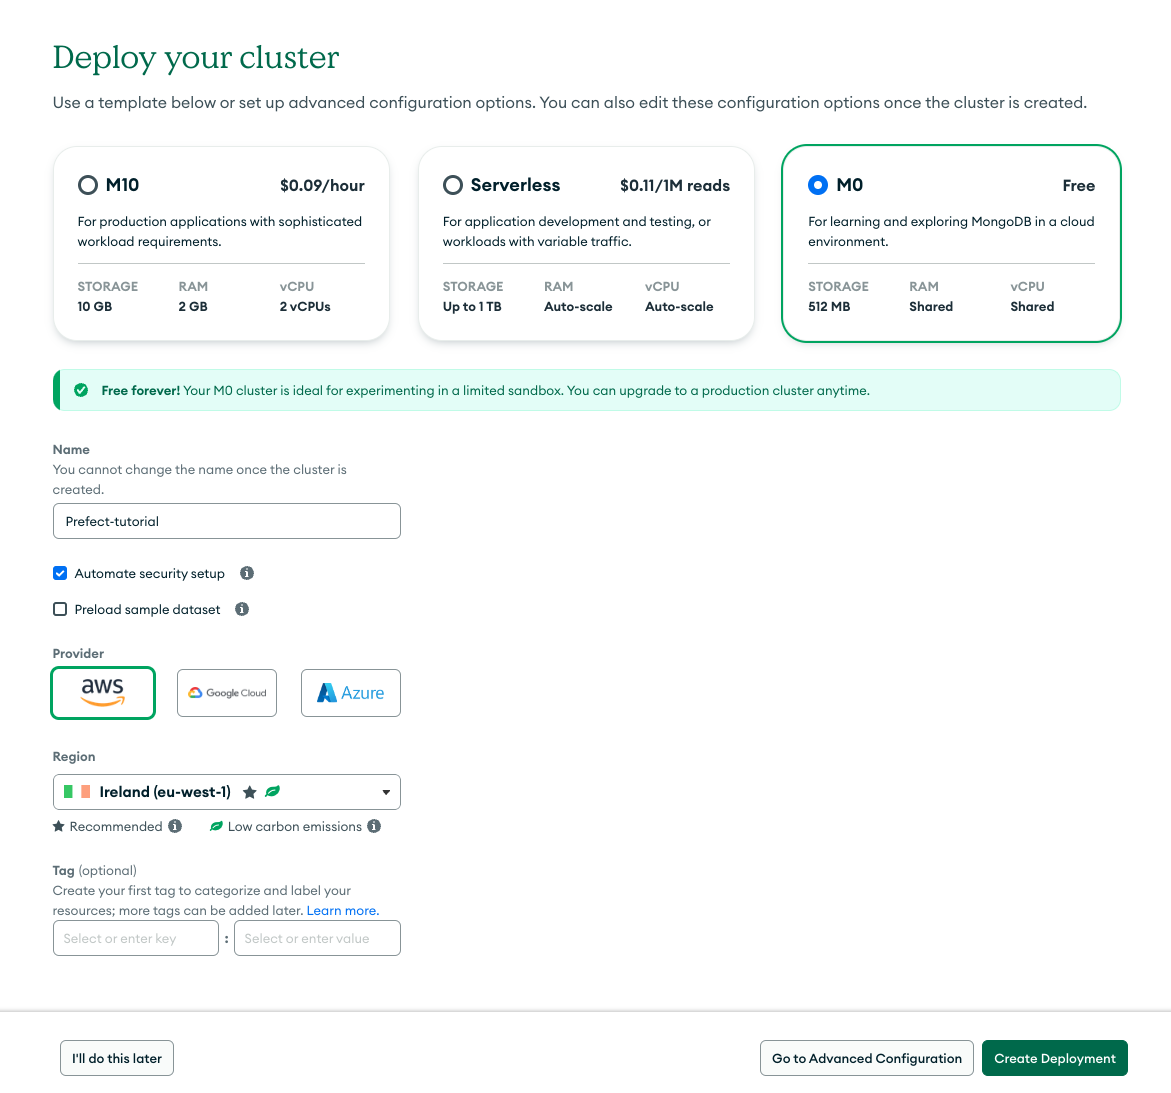 Deploy your cluster
Use a template below or set up advanced configuration options. You can also edit these configuration options once the cluster is created.
M10 $0.09/hour
For production applications with sophisticated
workload requirements.
STORAGE RAM vCPU
10 GB 2 GB 2 vCPUs
Serverless $0.11/1M reads
For application development and testing, or
workloads with variable traffic.
STORAGE RAM vCPU
Up to 1 TB Auto-scale Auto-scale
M0 Free
For learning and exploring MongoDB in a cloud
environment.
STORAGE RAM vCPU
512 MB Shared Shared
Free forever! Your M0 cluster is ideal for experimenting in a limited sandbox. You can upgrade to a production cluster anytime.
Name
You cannot change the name once the cluster is
created.
Prefect-tutorial
Automate security setup
Preload sample dataset
Provider
aws Google Cloud Azure
Region
Ireland (eu-west-1)
Recommended Low carbon emissions
Tag (optional)
Create your first tag to categorize and label your
resources; more tags can be added later. Learn more.
Select or enter key : Select or enter value
I'll do this later Go to Advanced Configuration Create Deployment